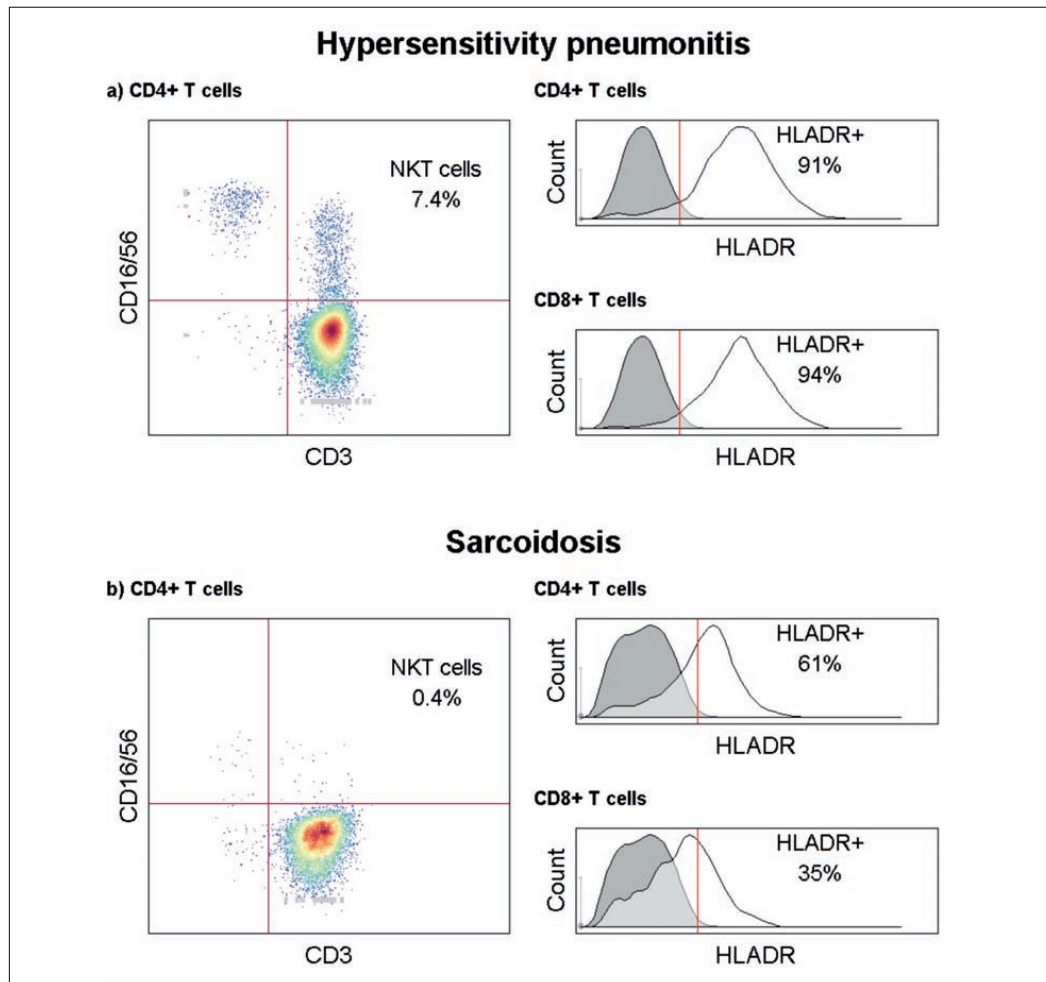 Hypersensitivity pneumonitis
a) CD4+ T cells
NKT cells
7.4%
CD16/56
CD3
CD4+ T cells
HLADR+
91%
Count
HLADR
CD8+ T cells
HLADR+
94%
Count
HLADR
Sarcoidosis
b) CD4+ T cells
NKT cells
0.4%
CD16/56
CD3
CD4+ T cells
HLADR+
61%
Count
HLADR
CD8+ T cells
HLADR+
35%
Count
HLADR